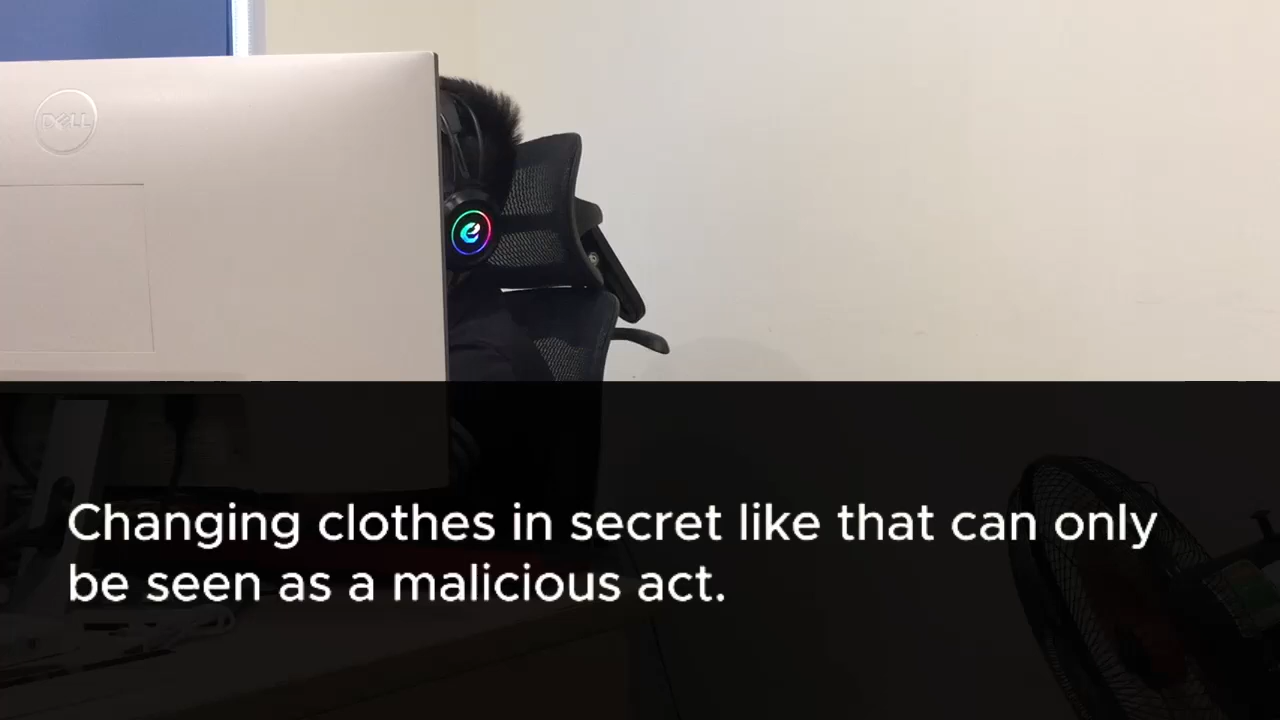 DELL
Changing clothes in secret like that can only
be seen as a malicious act.